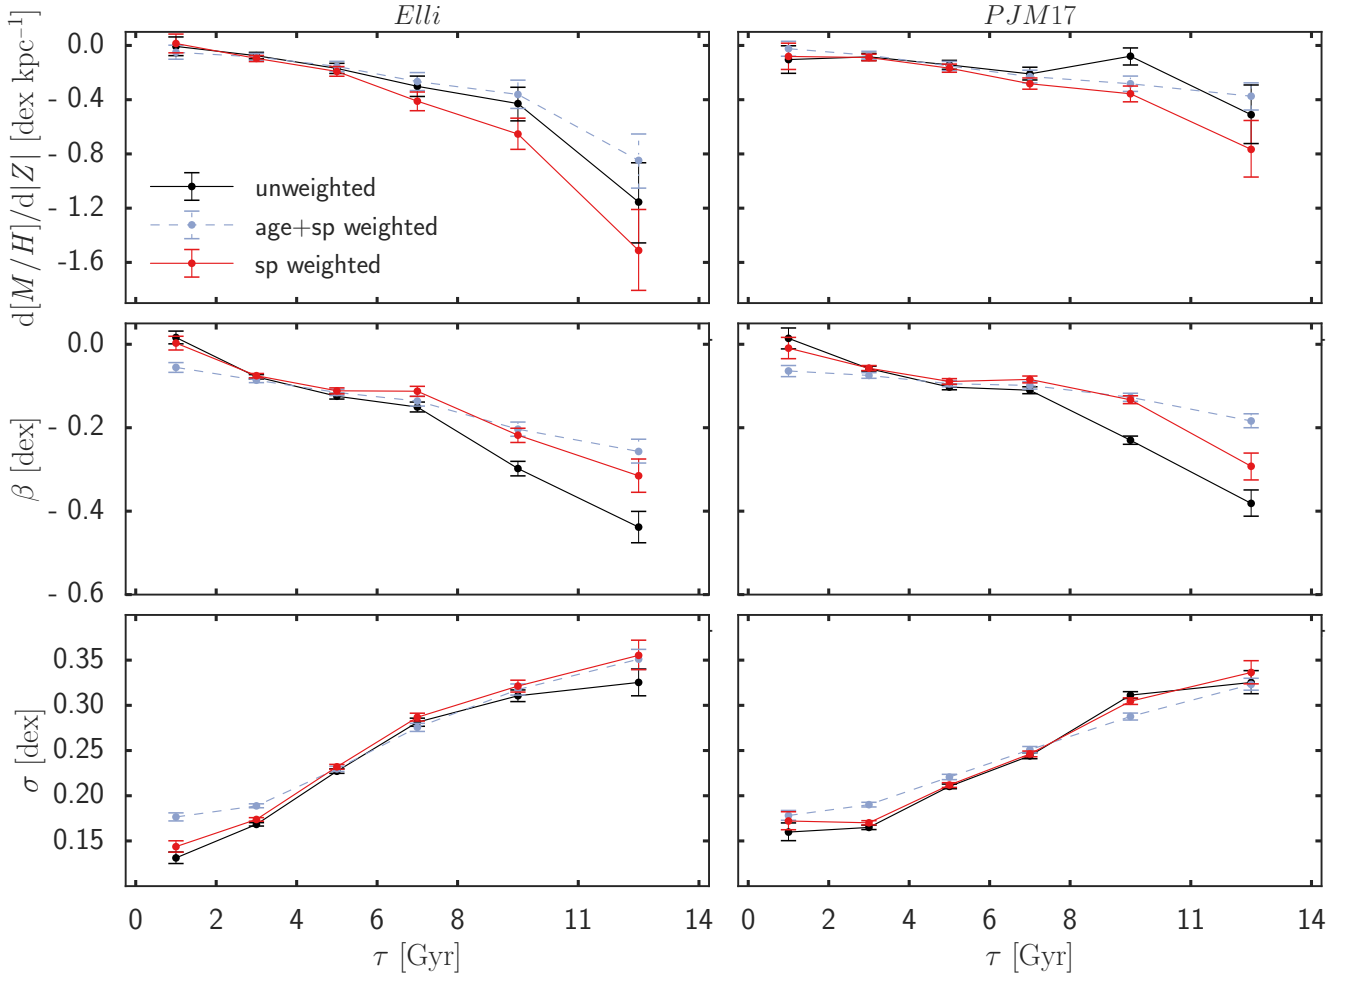 Elli
PJM17
d[M/H]/d|Z| [dex kpc⁻¹]
0.0
- 0.4
- 0.8
-1.2
-1.6
unweighted
age+sp weighted
sp weighted
β [dex]
0.0
- 0.2
- 0.4
- 0.6
σ [dex]
0.35
0.30
0.25
0.20
0.15
0 2 4 6 8 11 14
0 2 4 6 8 11 14
τ [Gyr]
τ [Gyr]